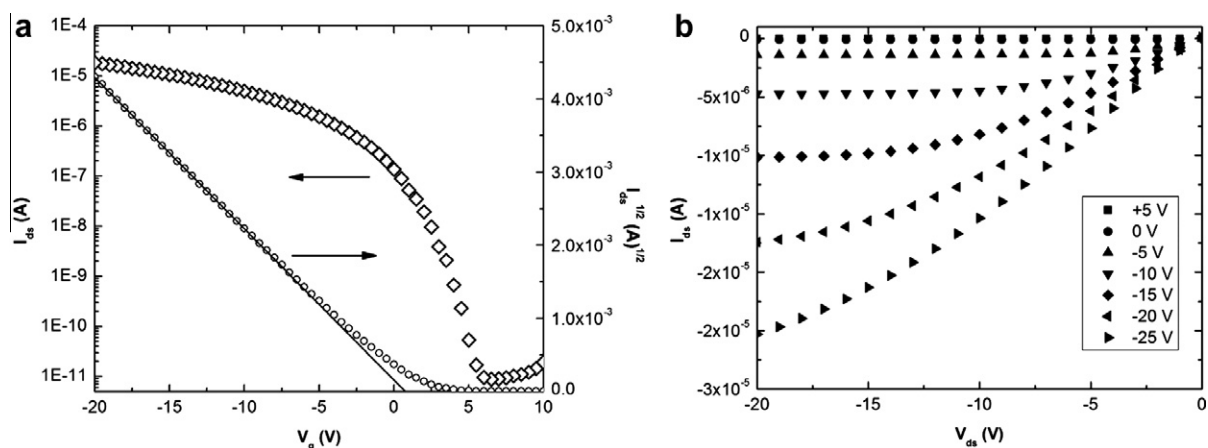 a
1E-4
1E-5
1E-6
1E-7
1E-8
1E-9
1E-10
1E-11
I_ds (A)
5.0x10⁻³
4.0x10⁻³
3.0x10⁻³
2.0x10⁻³
1.0x10⁻³
0.0
I_ds^1/2 (A)^1/2
-20 -15 -10 -5 0 5 10
V_g (V)
b
0
-5x10⁻⁶
-1x10⁻⁵
-1x10⁻⁵
-2x10⁻⁵
-2x10⁻⁵
-3x10⁻⁵
I_ds (A)
+5 V
0 V
-5 V
-10 V
-15 V
-20 V
-25 V
-20 -15 -10 -5 0
V_ds (V)